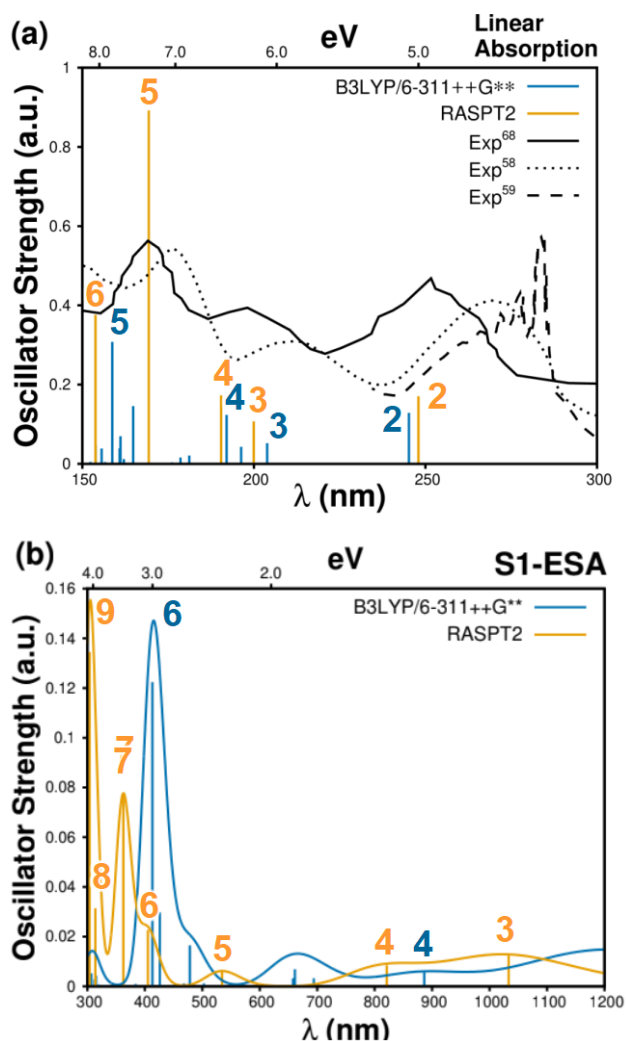 (a)
eV
Linear
Absorption
8.0 7.0 6.0 5.0
Oscillator Strength (a.u.)
1
0.8
0.6
0.4
0.2
0
B3LYP/6-311++G**
RASPT2
Exp68
Exp58
Exp59
5
6
5
4
4
3
3
2
2
150 200 250 300
λ (nm)
(b)
eV
S1-ESA
4.0 3.0 2.0
Oscillator Strength (a.u.)
0.16
0.14
0.12
0.1
0.08
0.06
0.04
0.02
0
B3LYP/6-311++G**
RASPT2
9
6
7
8
6
5
4
4
3
300 400 500 600 700 800 900 1000 1100 1200
λ (nm)